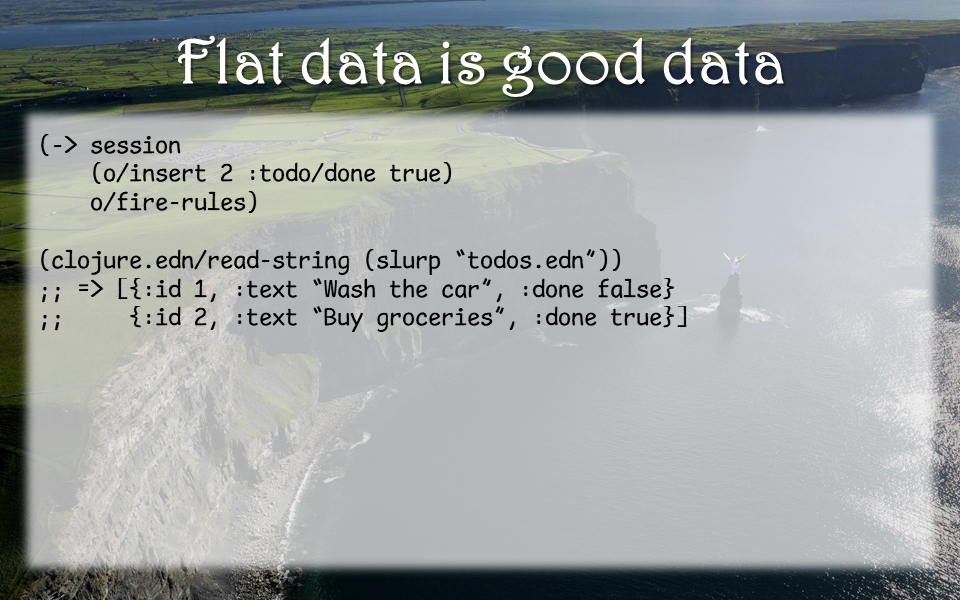 Flat data is good data
(-> session
    (o/insert 2 :todo/done true)
    o/fire-rules)
(clojure.edn/read-string (slurp “todos.edn”))
;; => [{:id 1, :text “Wash the car”, :done false}
;;     {:id 2, :text “Buy groceries”, :done true}]